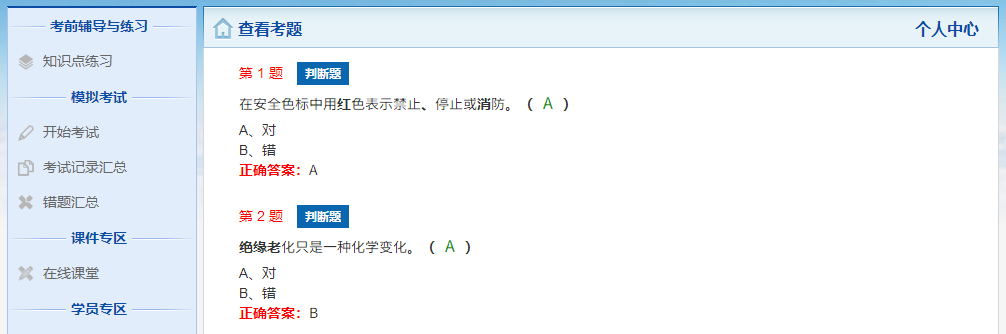 考前辅导与练习
知识点练习
模拟考试
开始考试
考试记录汇总
错题汇总
课件专区
在线课堂
学员专区
查看考题
个人中心
第 1 题 判断题
在安全色标中用红色表示禁止、停止或消防。（ A ）
A、对
B、错
正确答案：A
第 2 题 判断题
绝缘老化只是一种化学变化。（ A ）
A、对
B、错
正确答案：B